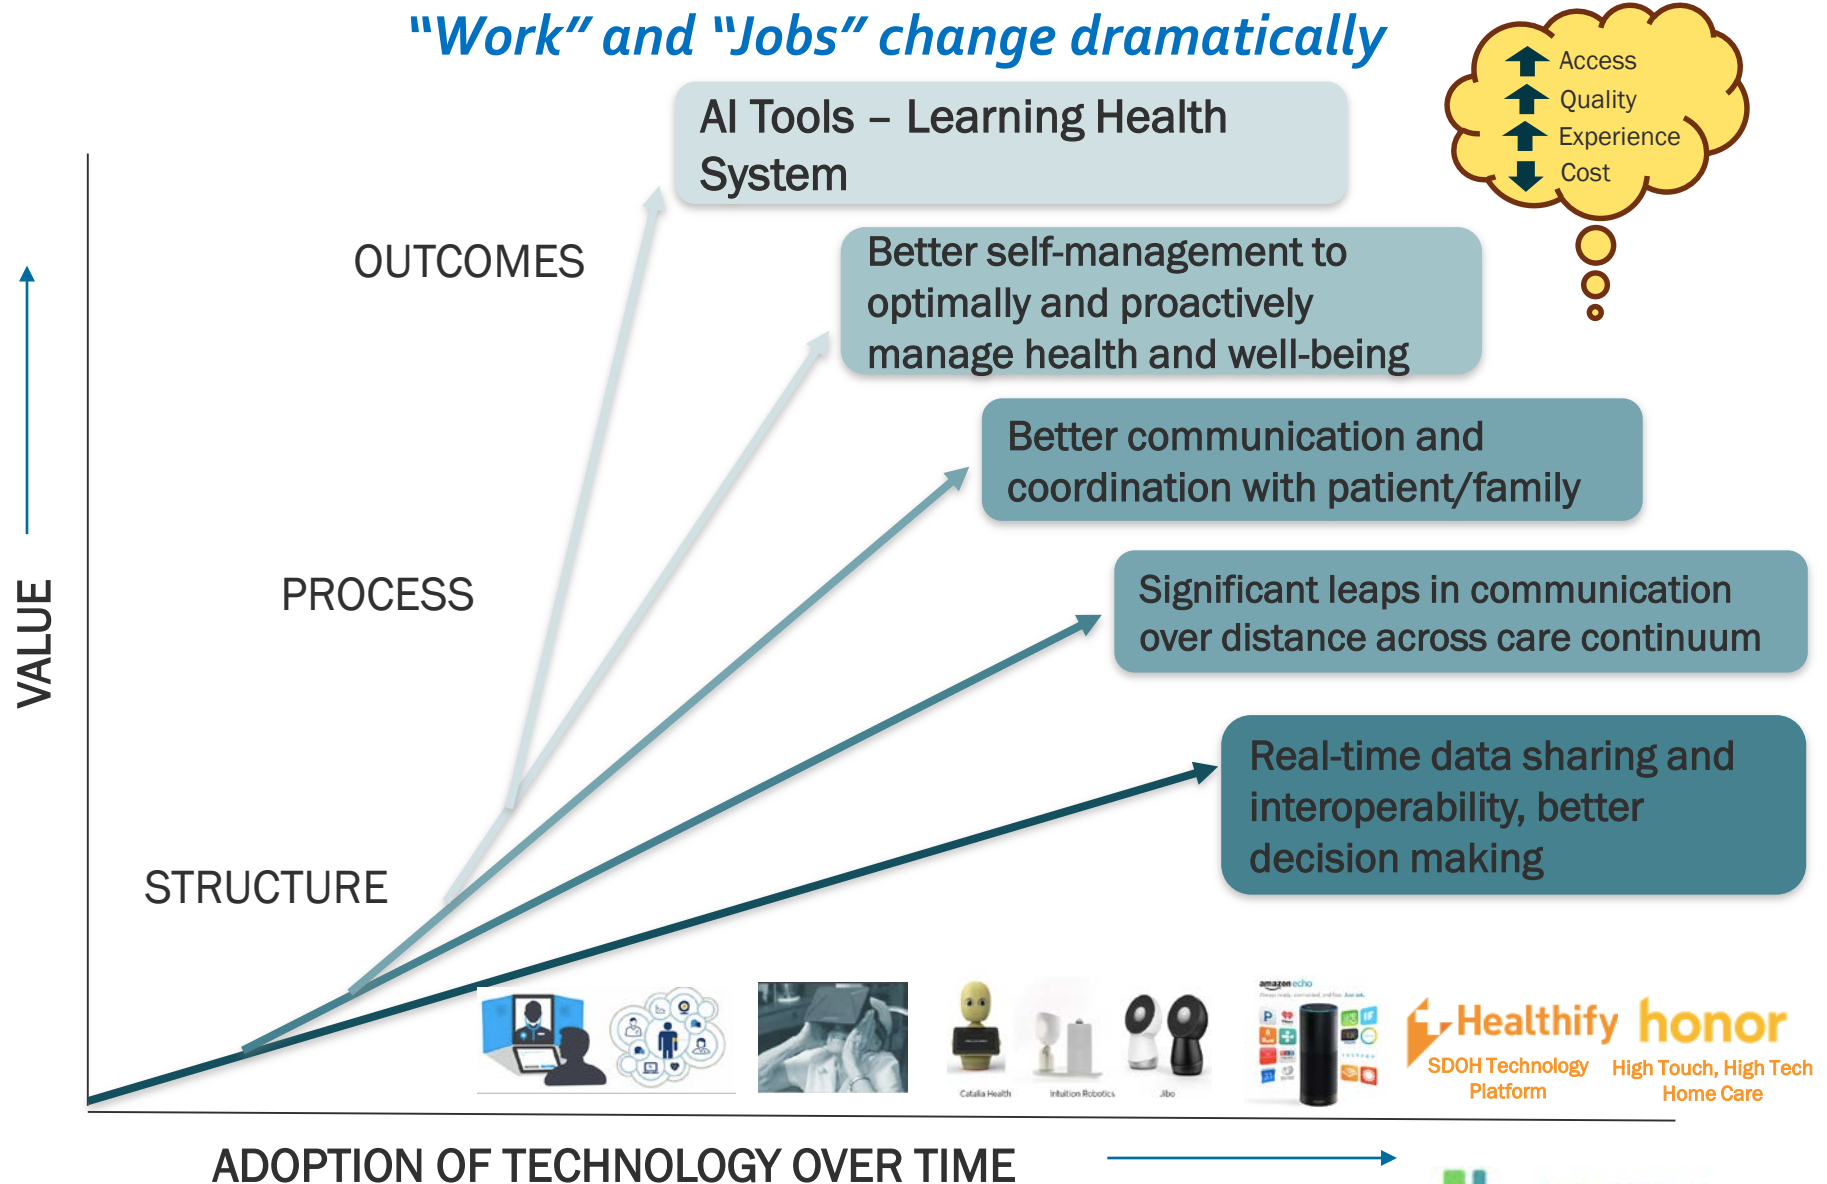 “Work” and “Jobs” change dramatically
Access
Quality
Experience
Cost
AI Tools – Learning Health
System
OUTCOMES
Better self-management to
optimally and proactively
manage health and well-being
Better communication and
coordination with patient/family
PROCESS
Significant leaps in communication
over distance across care continuum
VALUE
Real-time data sharing and
interoperability, better
decision making
STRUCTURE
amazon echo
Catalia Health
Intuition Robotics
Jibo
Healthify
SDOH Technology
Platform
honor
High Touch, High Tech
Home Care
ADOPTION OF TECHNOLOGY OVER TIME